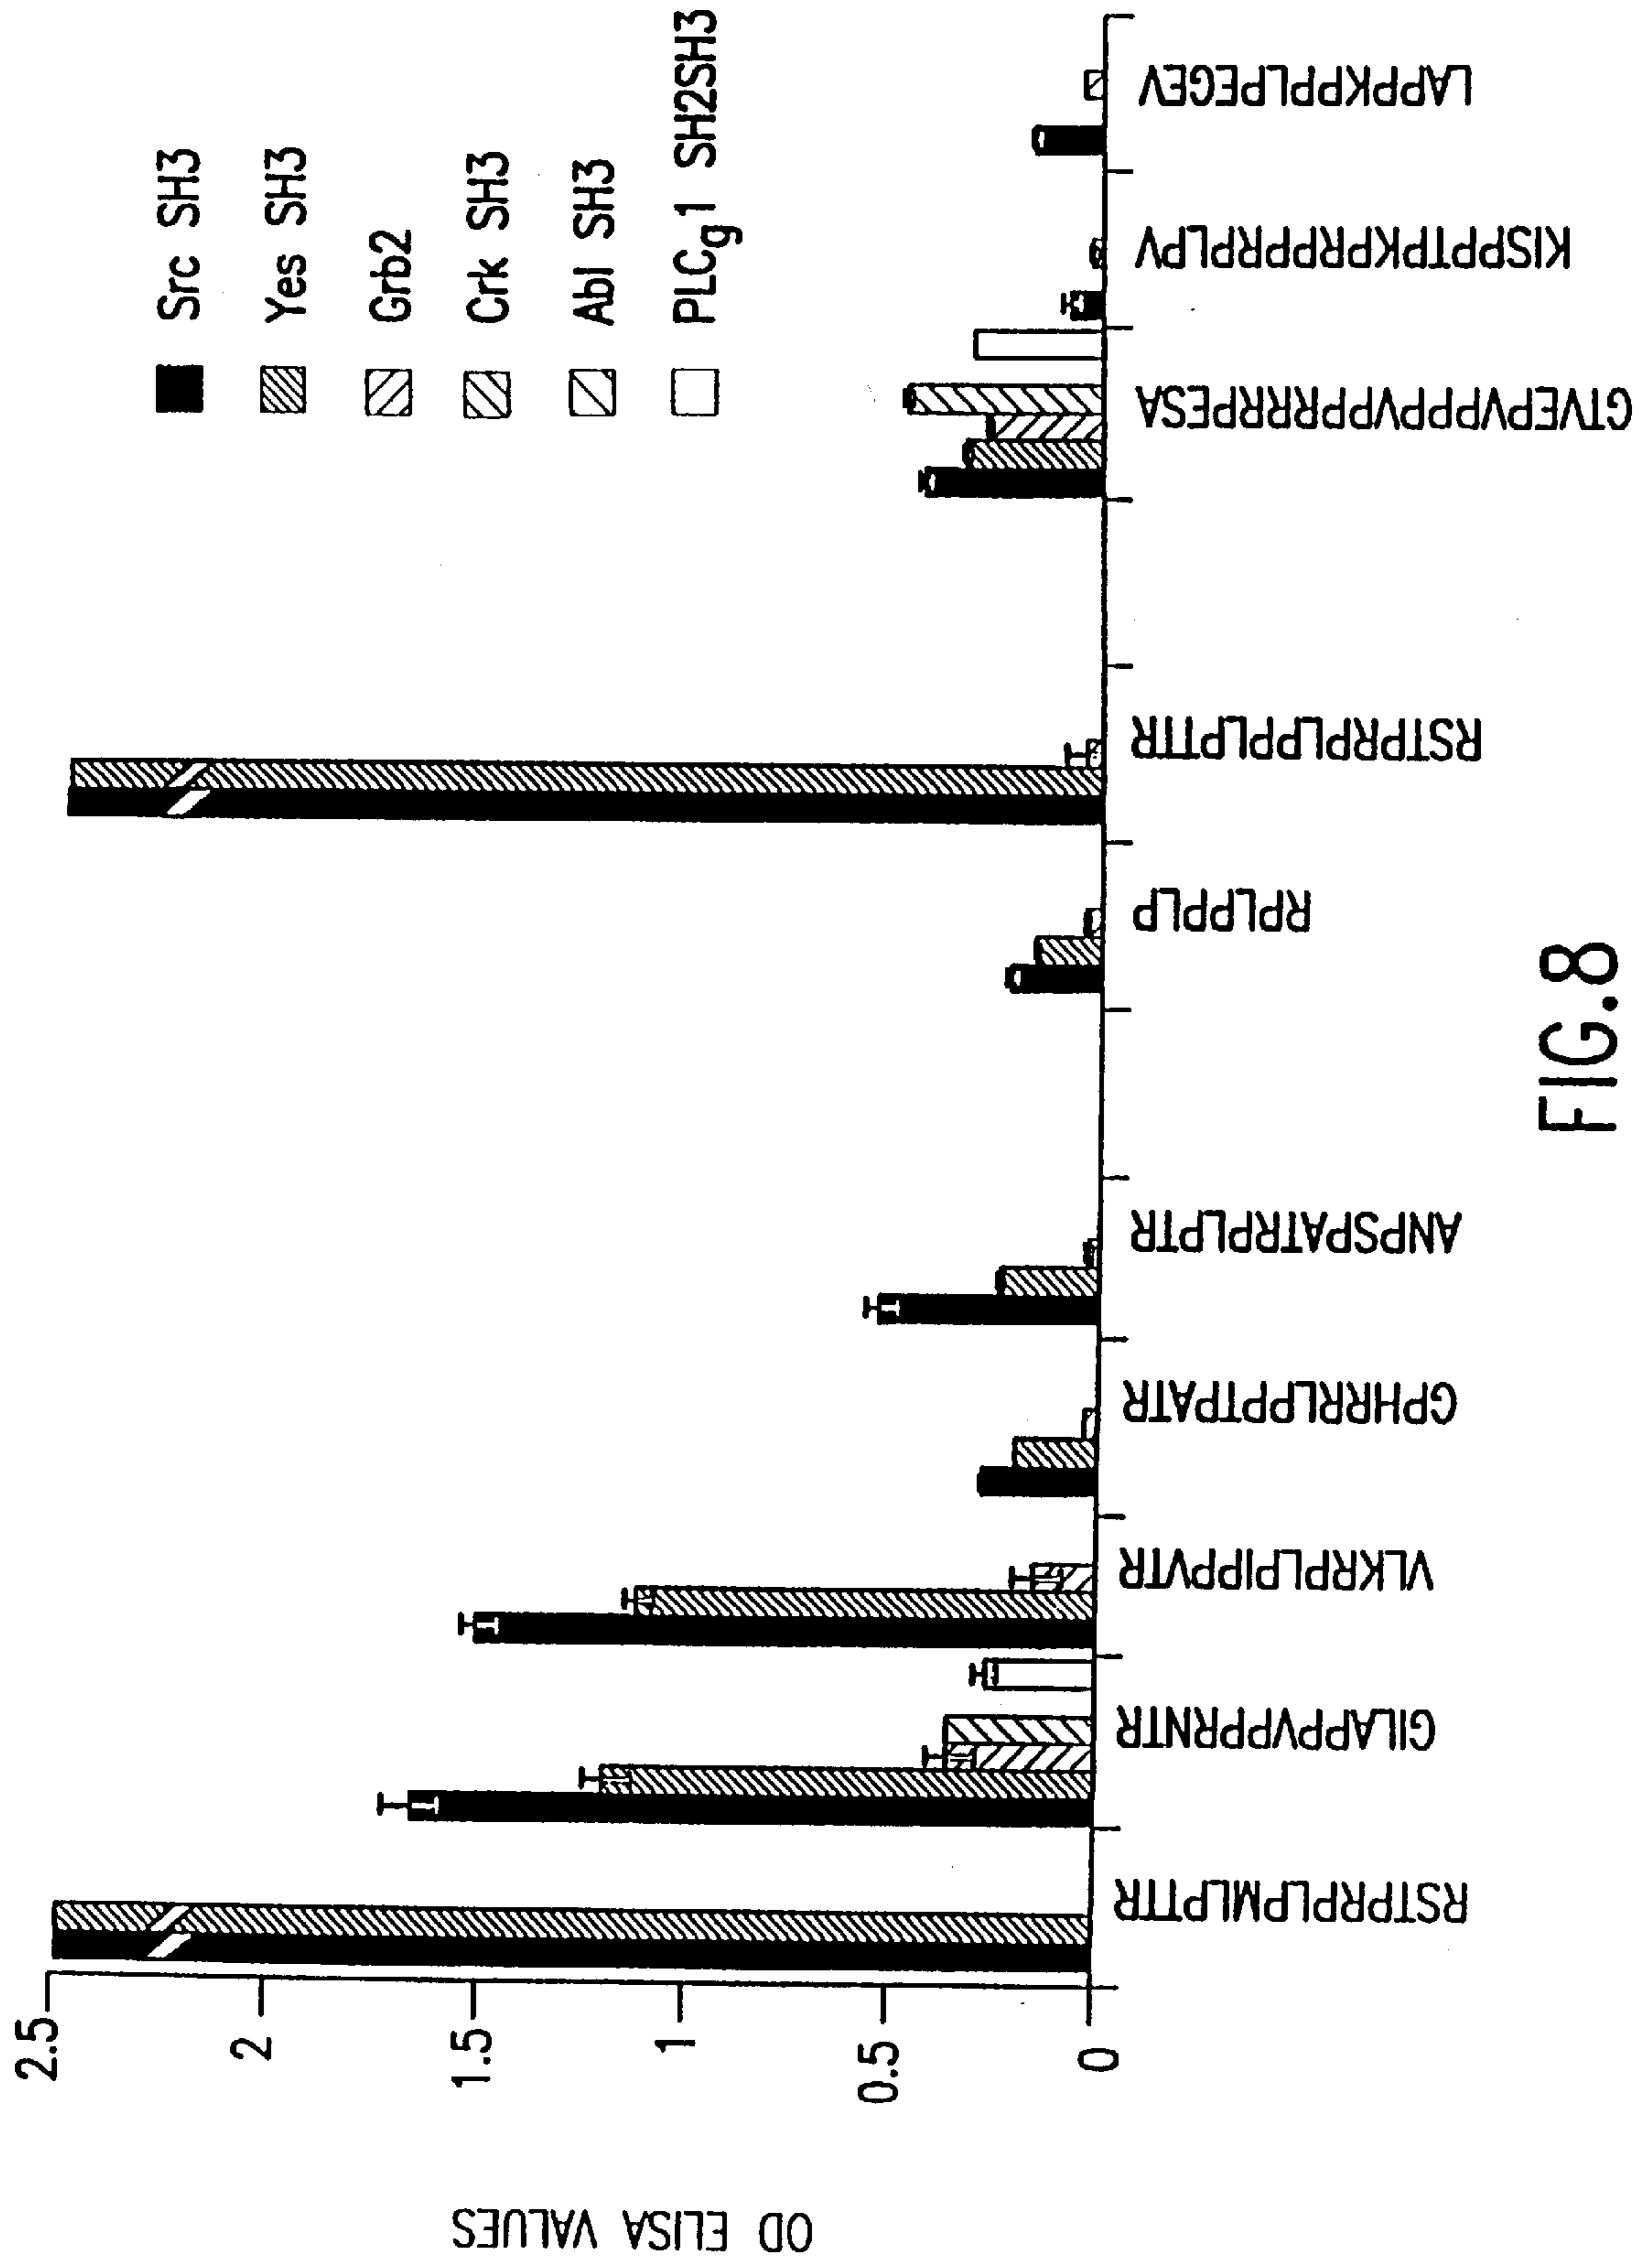 Src SH3
Yes SH3
Grb2
Crk SH3
Abl SH3
PLCg1 SH2SH3
OD ELISA VALUES
2.5
2
1.5
1
0.5
0
RSTPRPLPMLPTTR
GILAPPVPPRNTR
VLKRPLPIPPVTR
GPHRRLPPTPATR
ANPSPATRPLPTR
RPLPPLP
RSTPRPLPPLPTTR
GTVEPVPPPVPPRRRPESA
KISPPTPKPRPPRPLPV
LAPPKPPLPEGEV
FIG.8